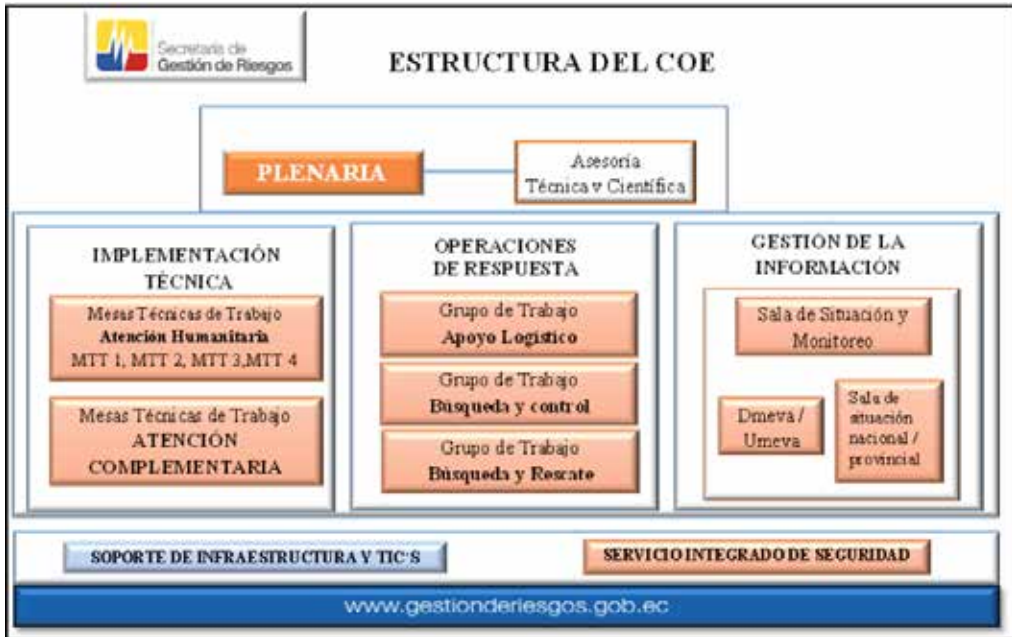 Secretaría de
Gestión de Riesgos
ESTRUCTURA DEL COE
PLENARIA
Asesoría
Técnica y Científica
IMPLEMENTACIÓN
TÉCNICA
Mesas Técnicas de Trabajo
Atención Humanitaria
MTT 1, MTT 2, MTT 3,MTT 4
Mesas Técnicas de Trabajo
ATENCIÓN
COMPLEMENTARIA
OPERACIONES
DE RESPUESTA
Grupo de Trabajo
Apoyo Logístico
Grupo de Trabajo
Búsqueda y control
Grupo de Trabajo
Búsqueda y Rescate
GESTIÓN DE LA
INFORMACIÓN
Sala de Situación y
Monitoreo
Dmeva /
Umeva
Sala de
situación
nacional /
provincial
SOPORTE DE INFRAESTRUCTURA Y TIC'S
SERVICIO INTEGRADO DE SEGURIDAD
www.gestionderiesgos.gob.ec